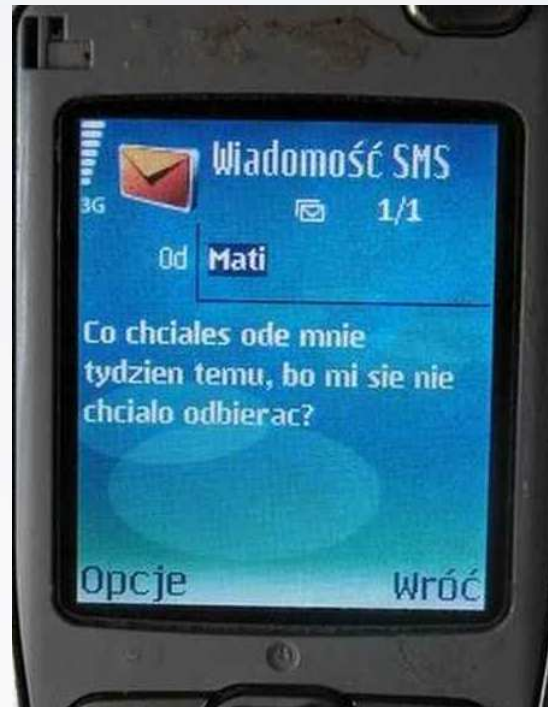 Wiadomość SMS
3G
1/1
Od Mati
Co chciales ode mnie
tydzien temu, bo mi sie nie
chcialo odbierac?
Opcje Wróć